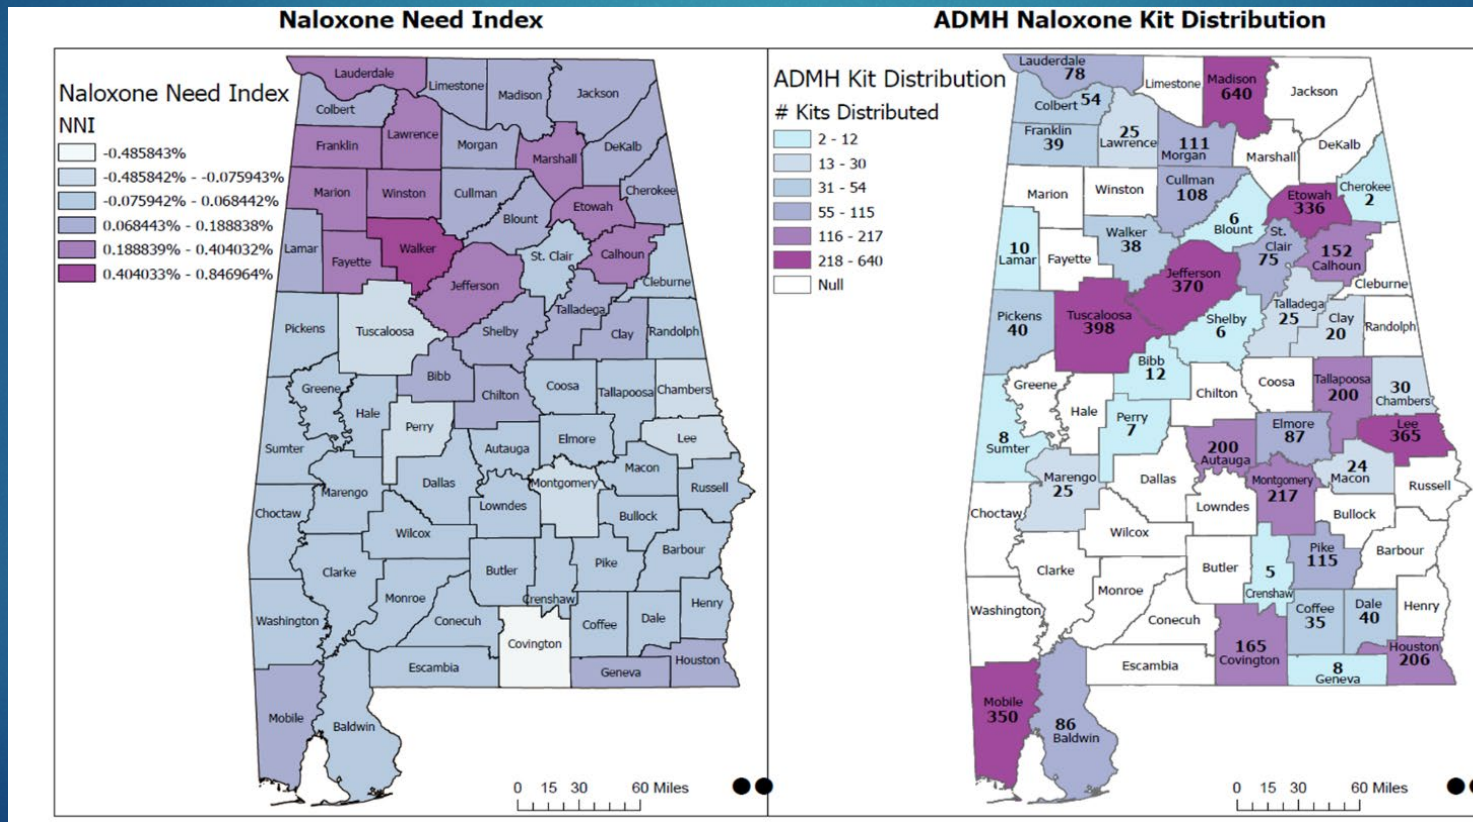 Naloxone Need Index
Naloxone Need Index
NNI
-0.485843%
-0.485842% - -0.075943%
-0.075942% - 0.068442%
0.068443% - 0.188838%
0.188839% - 0.404032%
0.404033% - 0.846964%
Lauderdale
Limestone
Madison
Jackson
Colbert
Lawrence
Franklin
Morgan
Marshall
DeKalb
Marion
Winston
Cullman
Cherokee
Blount
Etowah
Lamar
Walker
Fayette
St. Clair
Calhoun
Jefferson
Cleburne
Pickens
Tuscaloosa
Talladega
Shelby
Clay
Randolph
Bibb
Greene
Chilton
Coosa
Tallapoosa
Chambers
Hale
Perry
Sumter
Autauga
Elmore
Lee
Macon
Marengo
Dallas
Montgomery
Russell
Choctaw
Lowndes
Bullock
Wilcox
Barbour
Clarke
Butler
Pike
Monroe
Crenshaw
Henry
Washington
Conecuh
Covington
Coffee
Dale
Escambia
Geneva
Houston
Mobile
Baldwin
0 15 30 60 Miles
ADMH Naloxone Kit Distribution
ADMH Kit Distribution
# Kits Distributed
2 - 12
13 - 30
31 - 54
55 - 115
116 - 217
218 - 640
Null
Lauderdale
78
Limestone
Madison
640
Jackson
Colbert 54
Franklin
39
25
Lawrence
111
Morgan
Marshall
DeKalb
Marion
Winston
Cullman
108
Etowah
336
Cherokee
2
6
Blount
10
Lamar
Fayette
Walker
38
St.
Clair
75
152
Calhoun
Jefferson
370
Cleburne
Pickens
40
Tuscaloosa
398
Talladega
25
Shelby
6
Clay
20
Randolph
Bibb
12
Greene
Chilton
Coosa
Tallapoosa
200
30
Chambers
Hale
Perry
7
8
Sumter
200
Autauga
Elmore
87
Lee
365
24
Macon
Marengo
25
Dallas
Montgomery
217
Russell
Choctaw
Lowndes
Bullock
Wilcox
Pike
115
Barbour
Clarke
Butler
5
Crenshaw
Monroe
Washington
Conecuh
Coffee
35
Dale
40
Henry
165
Covington
Escambia
8
Geneva
Houston
206
Mobile
350
86
Baldwin
0 15 30 60 Miles